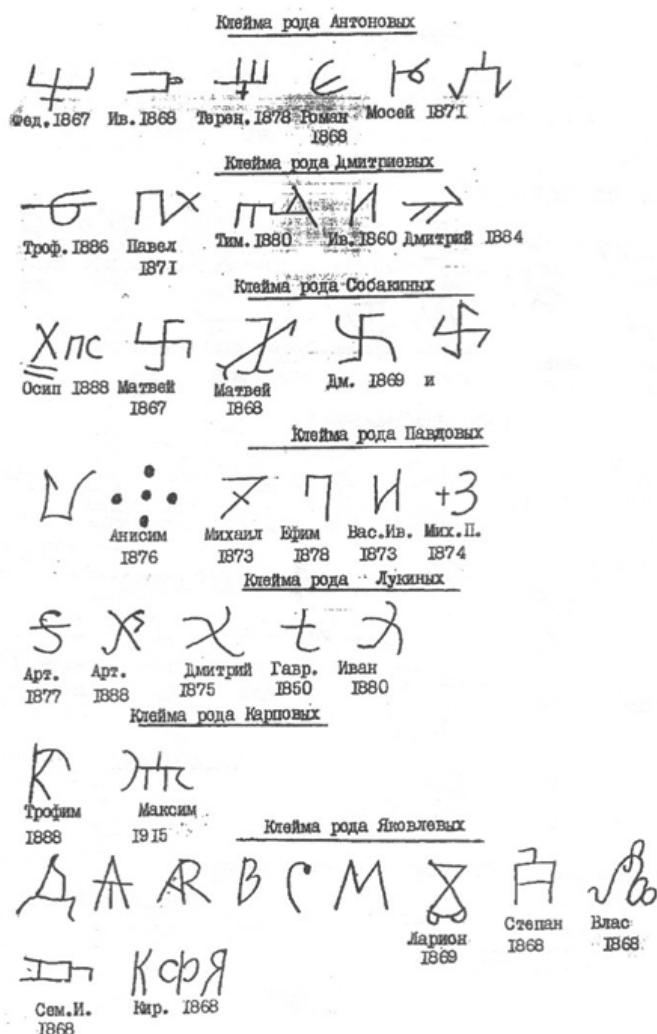 Клейма рода Антоновых
Фед.1867 Ив.1868 Терен.1878 Роман Мосей 1871
1868
Клейма рода Дмитриевых
Троф.1886 Павел Тим.1880 Ив.1860 Дмитрий 1884
1871
Клейма рода Собакиных
Х пс
Осип 1888 Матвей Матвей Дм. 1869 и
1867 1868
Клейма рода Павдовых
+3
Анисим Михаил Ефим Вас.Ив. Мих.П.
1876 1873 1878 1873 1874
Клейма рода Лукиных
Арт. Арт. Дмитрий Гавр. Иван
1877 1888 1875 1850 1880
Клейма рода Карповых
Трофим Максим
1888 1915
Клейма рода Яковлевых
Ларион Степан Влас
1869 1868 1868
К Ф Я
Сем.И. Кир. 1868
1868